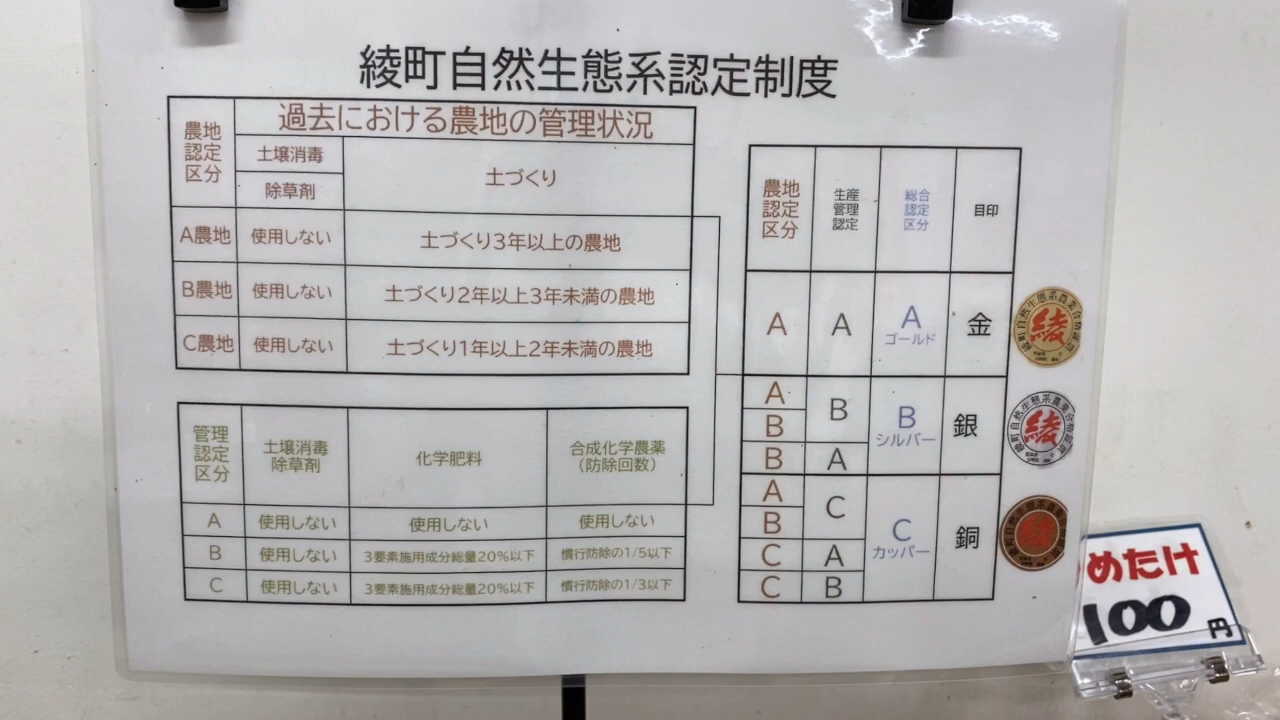 綾町自然生態系認定制度
農地認定区分
過去における農地の管理状況
土壌消毒
除草剤
土づくり
A農地 使用しない 土づくり3年以上の農地
B農地 使用しない 土づくり2年以上3年未満の農地
C農地 使用しない 土づくり1年以上2年未満の農地
管理認定区分 土壌消毒除草剤 化学肥料 合成化学農薬(防除回数)
A 使用しない 使用しない 使用しない
B 使用しない 3要素施用成分総量20%以下 慣行防除の1/5以下
C 使用しない 3要素施用成分総量20%以下 慣行防除の1/3以下
農地認定区分 生産管理認定 総合認定区分 目印
A A A ゴールド 金
A B B シルバー 銀
B
B A
A C C カッパー 銅
B
C A
C B
綾
綾
めたけ
100円